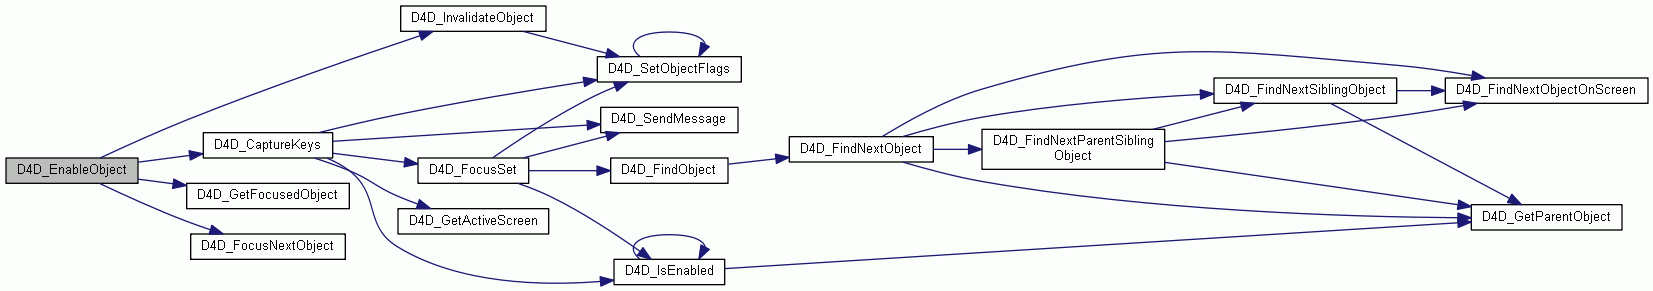 D4D_InvalidateObject
D4D_SetObjectFlags
D4D_FindNextSiblingObject
D4D_FindNextObjectOnScreen
D4D_SendMessage
D4D_CaptureKeys
D4D_FindNextObject
D4D_FindNextParentSibling
Object
D4D_EnableObject
D4D_FocusSet
D4D_FindObject
D4D_GetFocusedObject
D4D_GetActiveScreen
D4D_GetParentObject
D4D_FocusNextObject
D4D_IsEnabled